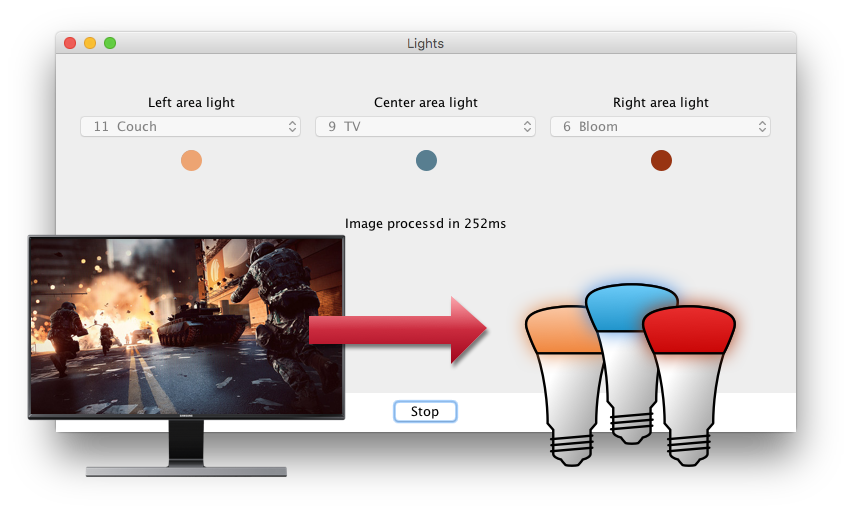 Lights
Left area light
Center area light
Right area light
11 Couch
9 TV
6 Bloom
Image processd in 252ms
SAMSUNG
Stop